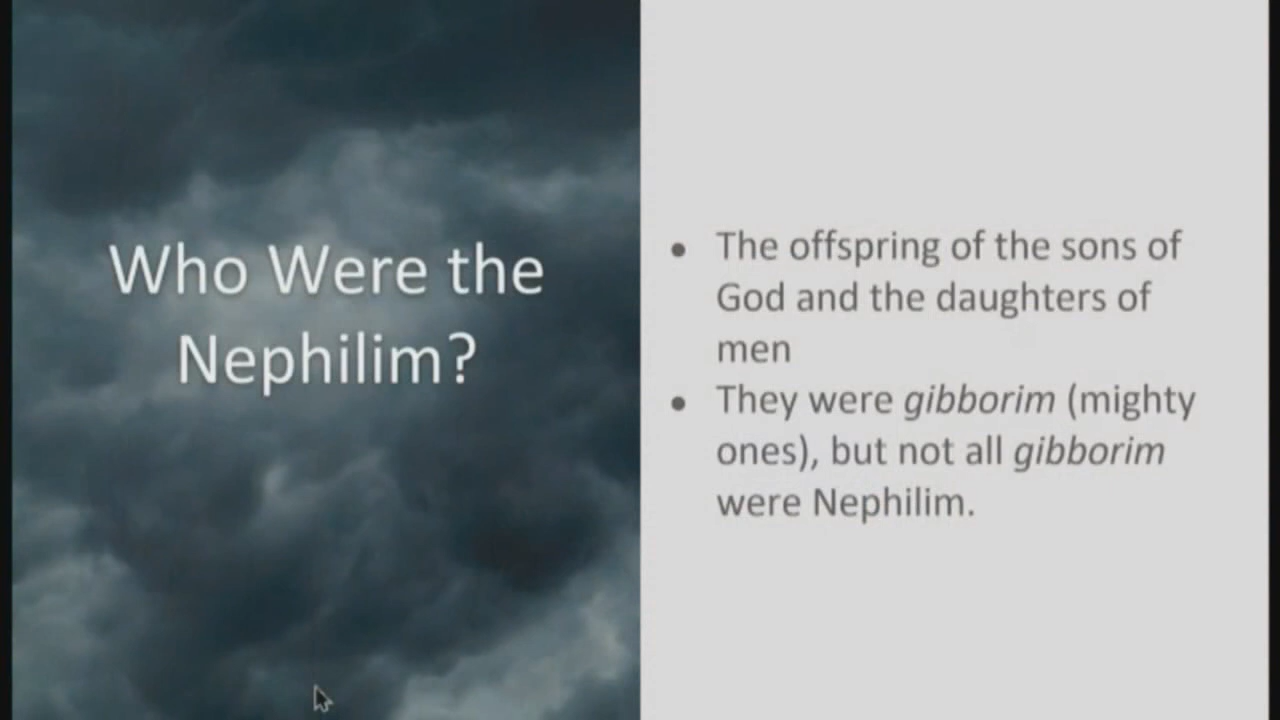 Who Were the
Nephilim?
• The offspring of the sons of
God and the daughters of
men
• They were gibborim (mighty
ones), but not all gibborim
were Nephilim.